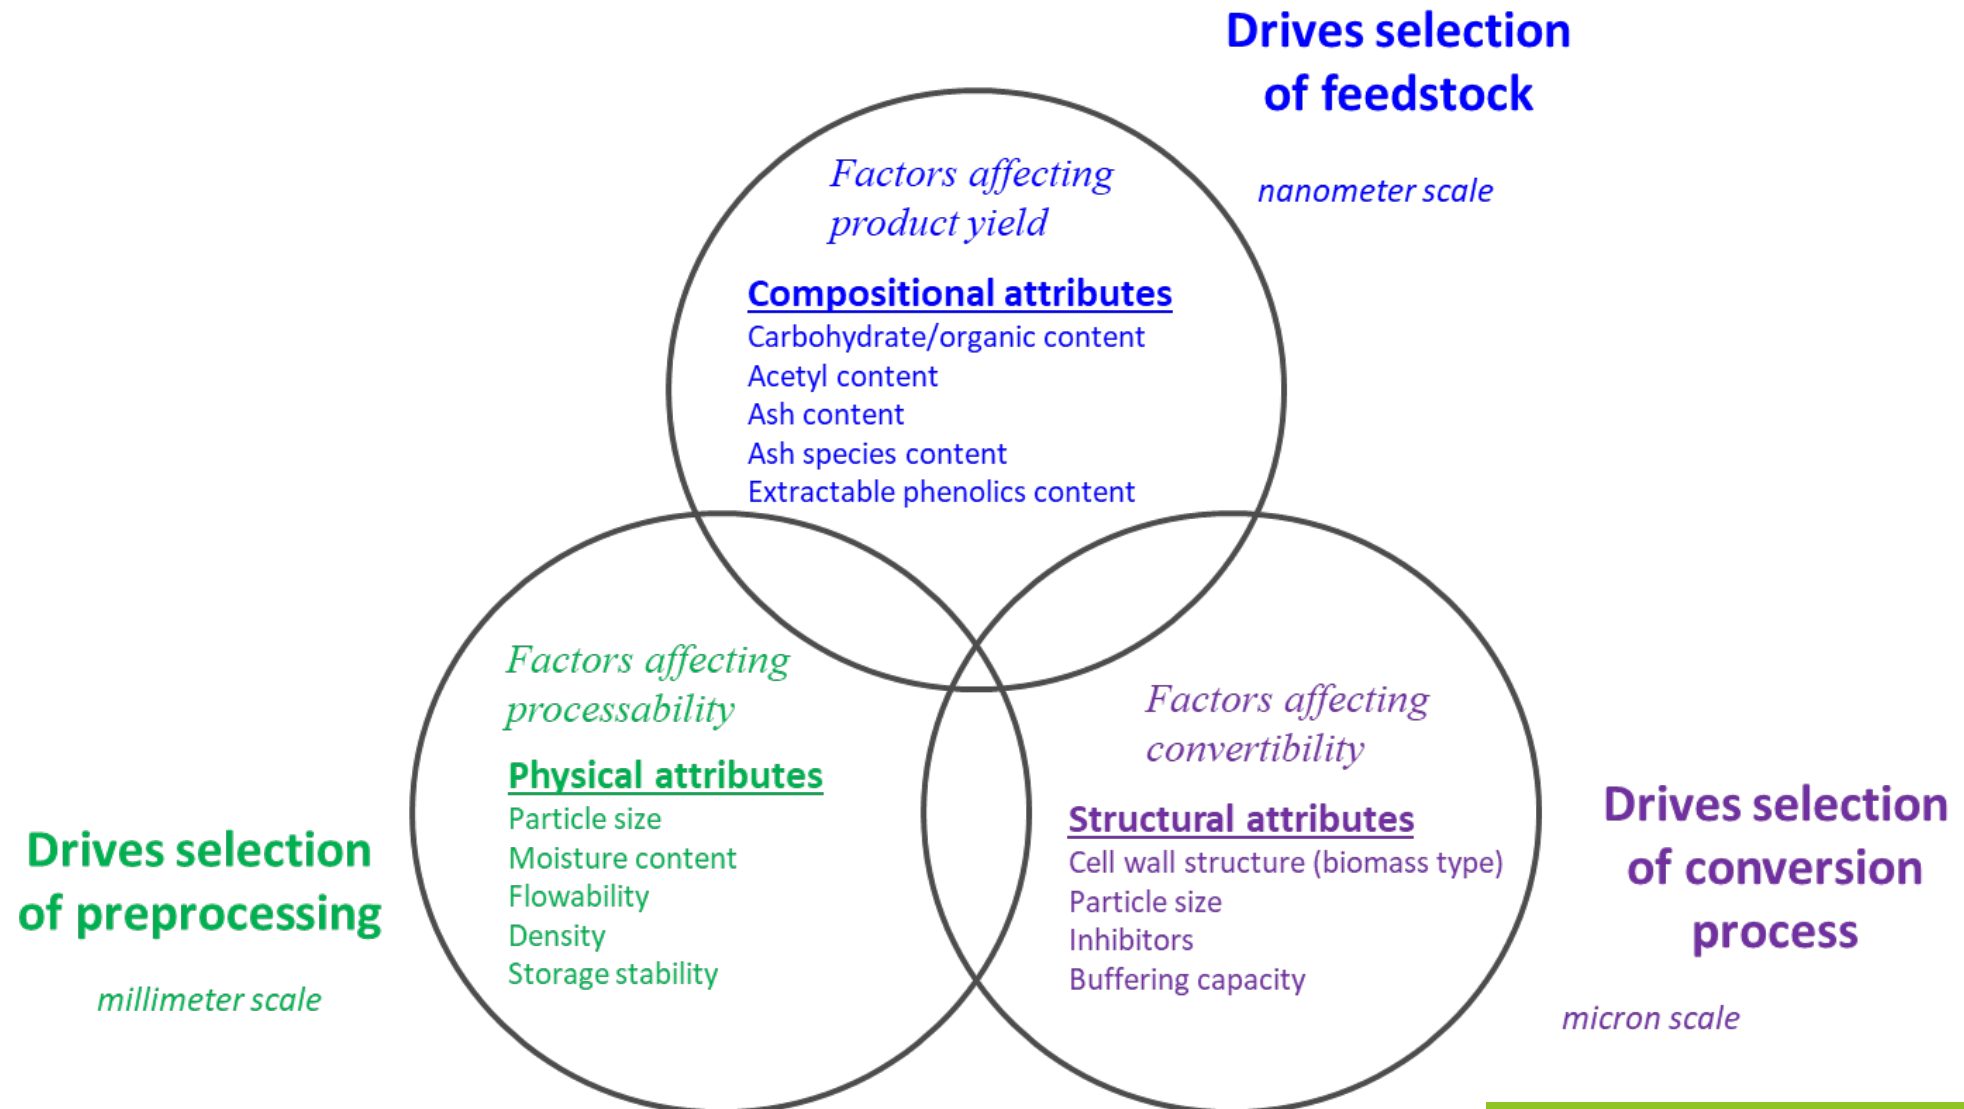 Drives selection
of feedstock
nanometer scale
Factors affecting
product yield
Compositional attributes
Carbohydrate/organic content
Acetyl content
Ash content
Ash species content
Extractable phenolics content
Factors affecting
processability
Physical attributes
Particle size
Moisture content
Flowability
Density
Storage stability
Drives selection
of preprocessing
millimeter scale
Factors affecting
convertibility
Structural attributes
Cell wall structure (biomass type)
Particle size
Inhibitors
Buffering capacity
Drives selection
of conversion
process
micron scale